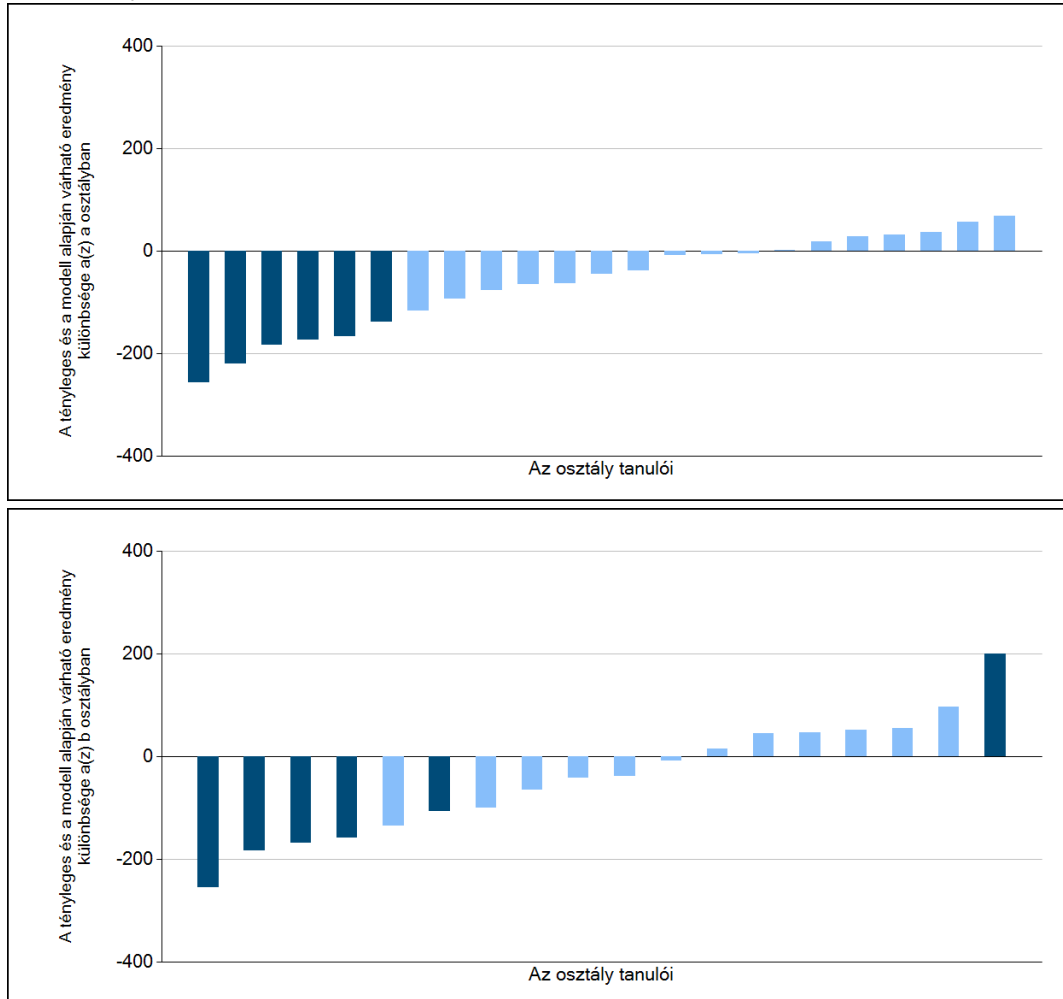 A tényleges és a modell alapján várható eredmény
különbsége a(z) a osztályban
400
200
0
-200
-400
Az osztály tanulói
A tényleges és a modell alapján várható eredmény
különbsége a(z) b osztályban
400
200
0
-200
-400
Az osztály tanulói